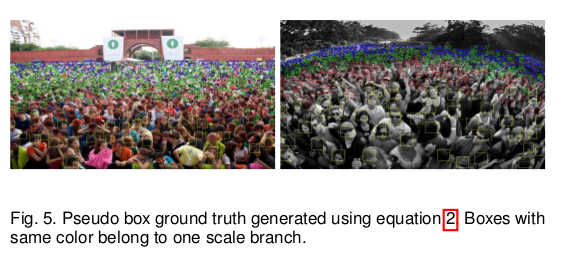 Fig. 5. Pseudo box ground truth generated using equation 2. Boxes with
same color belong to one scale branch.